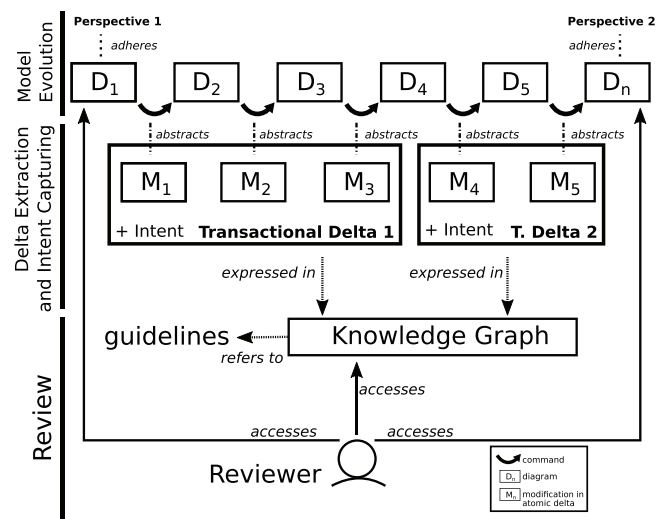 Perspective 1
Perspective 2
adheres
adheres
Model
Evolution
D1
D2
D3
D4
D5
Dn
Delta Extraction
and Intent Capturing
abstracts
abstracts
abstracts
abstracts
abstracts
M1
M2
M3
M4
M5
+ Intent Transactional Delta 1
+ Intent T. Delta 2
expressed in
expressed in
Review
guidelines
refers to
Knowledge Graph
accesses
accesses
accesses
Reviewer
command
Dn diagram
Mn modification in
atomic delta